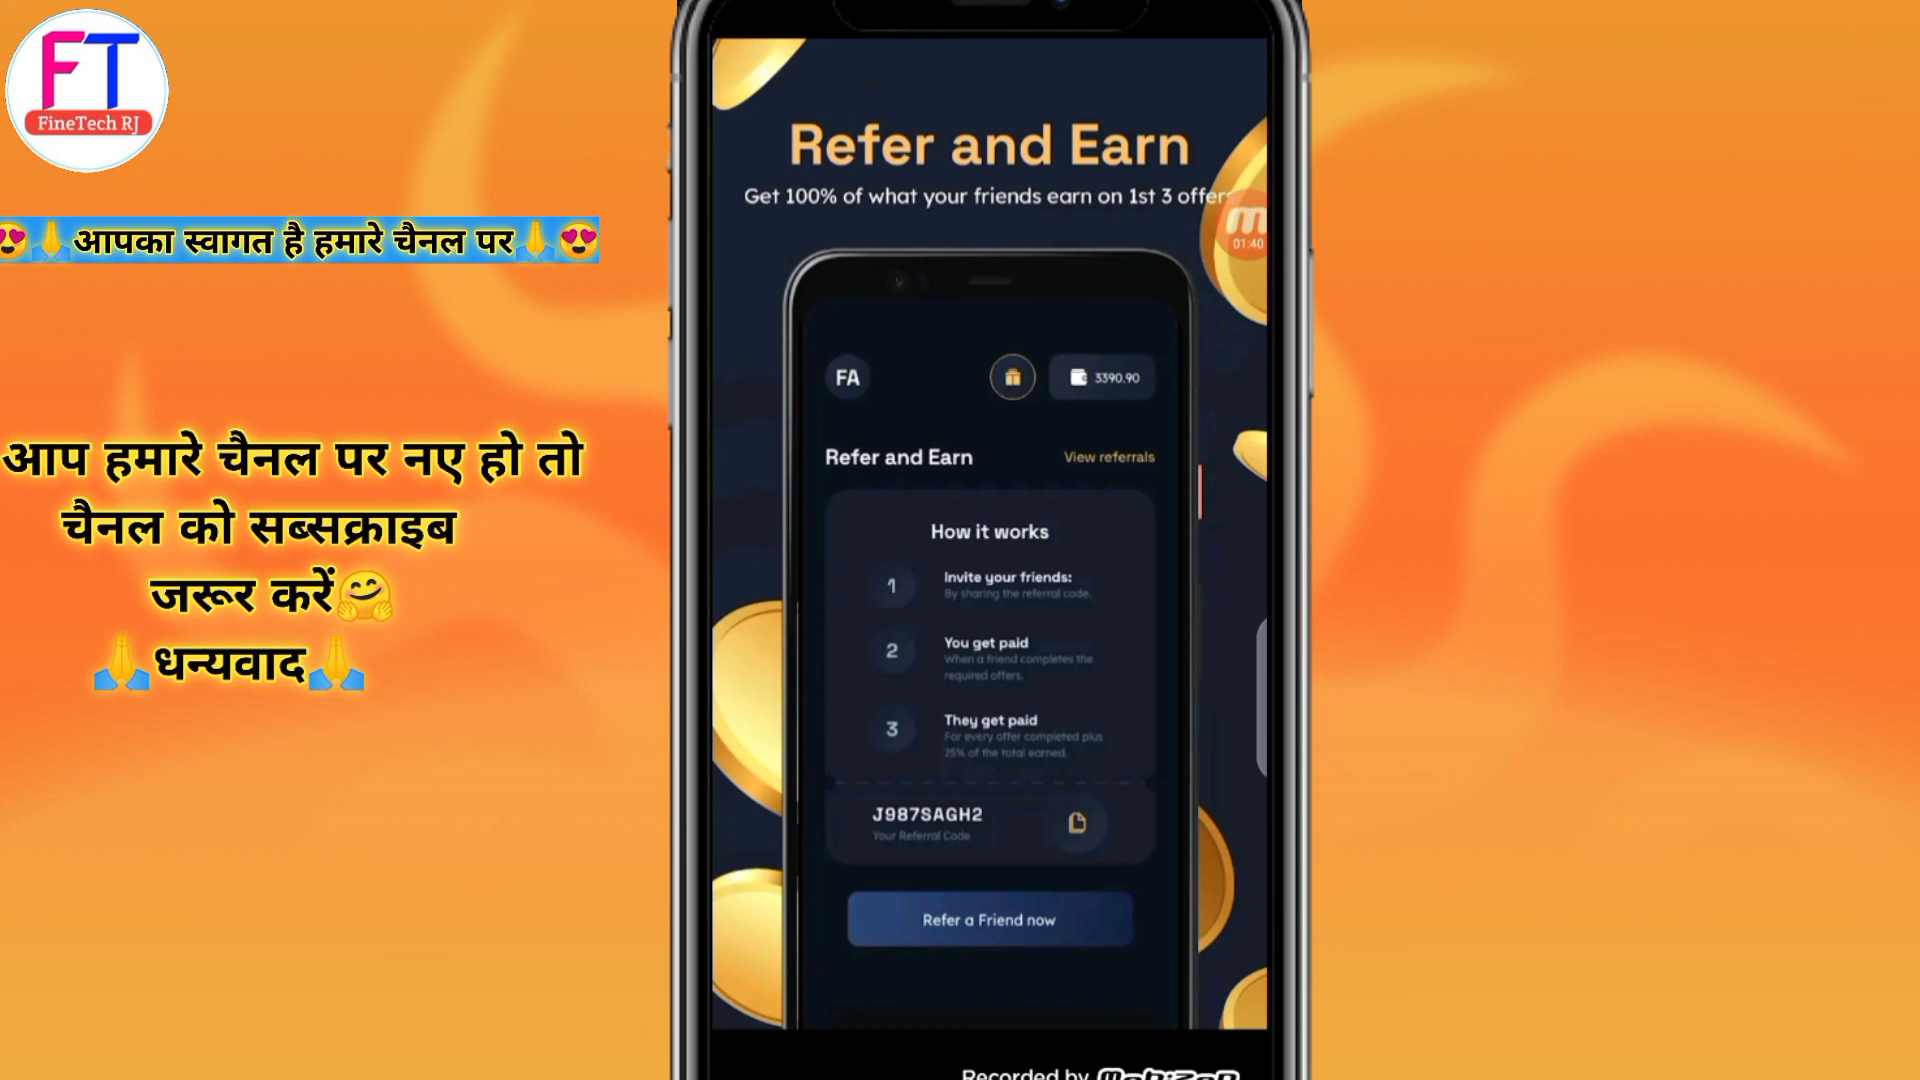 FT
FineTech RJ
😍🙏आपका स्वागत है हमारे चैनल पर🙏😍
आप हमारे चैनल पर नए हो तो
चैनल को सब्सक्राइब
जरूर करें🤗
🙏धन्यवाद🙏
Refer and Earn
Get 100% of what your friends earn on 1st 3 offers
01:40
FA
3390.90
Refer and Earn
View referrals
How it works
1
Invite your friends:
By sharing the referral code.
2
You get paid
When a friend completes the
required offers.
3
They get paid
For every offer completed plus
25% of the total earned.
J987SAGH2
Your Referral Code
Refer a Friend now
Recorded by Mobizen